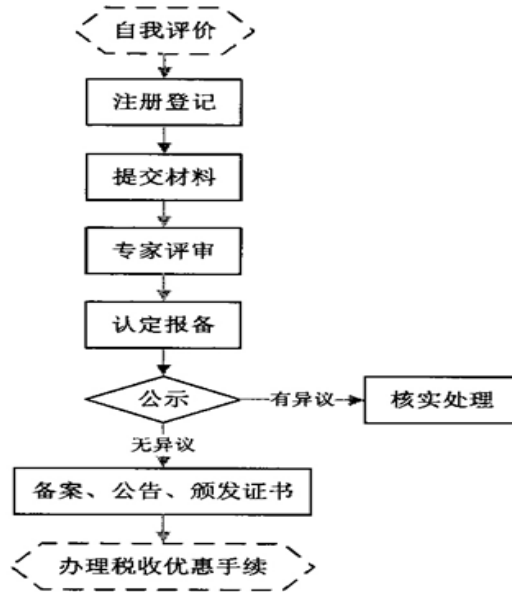 自我评价
注册登记
提交材料
专家评审
认定报备
公示
有异议
核实处理
无异议
备案、公告、颁发证书
办理税收优惠手续